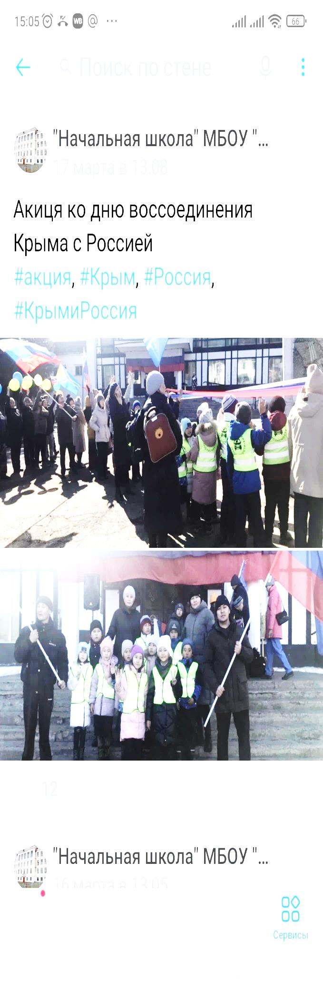 15:05 WB @ ... 66
Поиск по стене
"Начальная школа" МБОУ "...
17 марта в 13:08
Акиця ко дню воссоединения
Крыма с Россией
#акция, #Крым, #Россия,
#КрымиРоссия
12
"Начальная школа" МБОУ "...
16 марта в 13:05
Сервисы